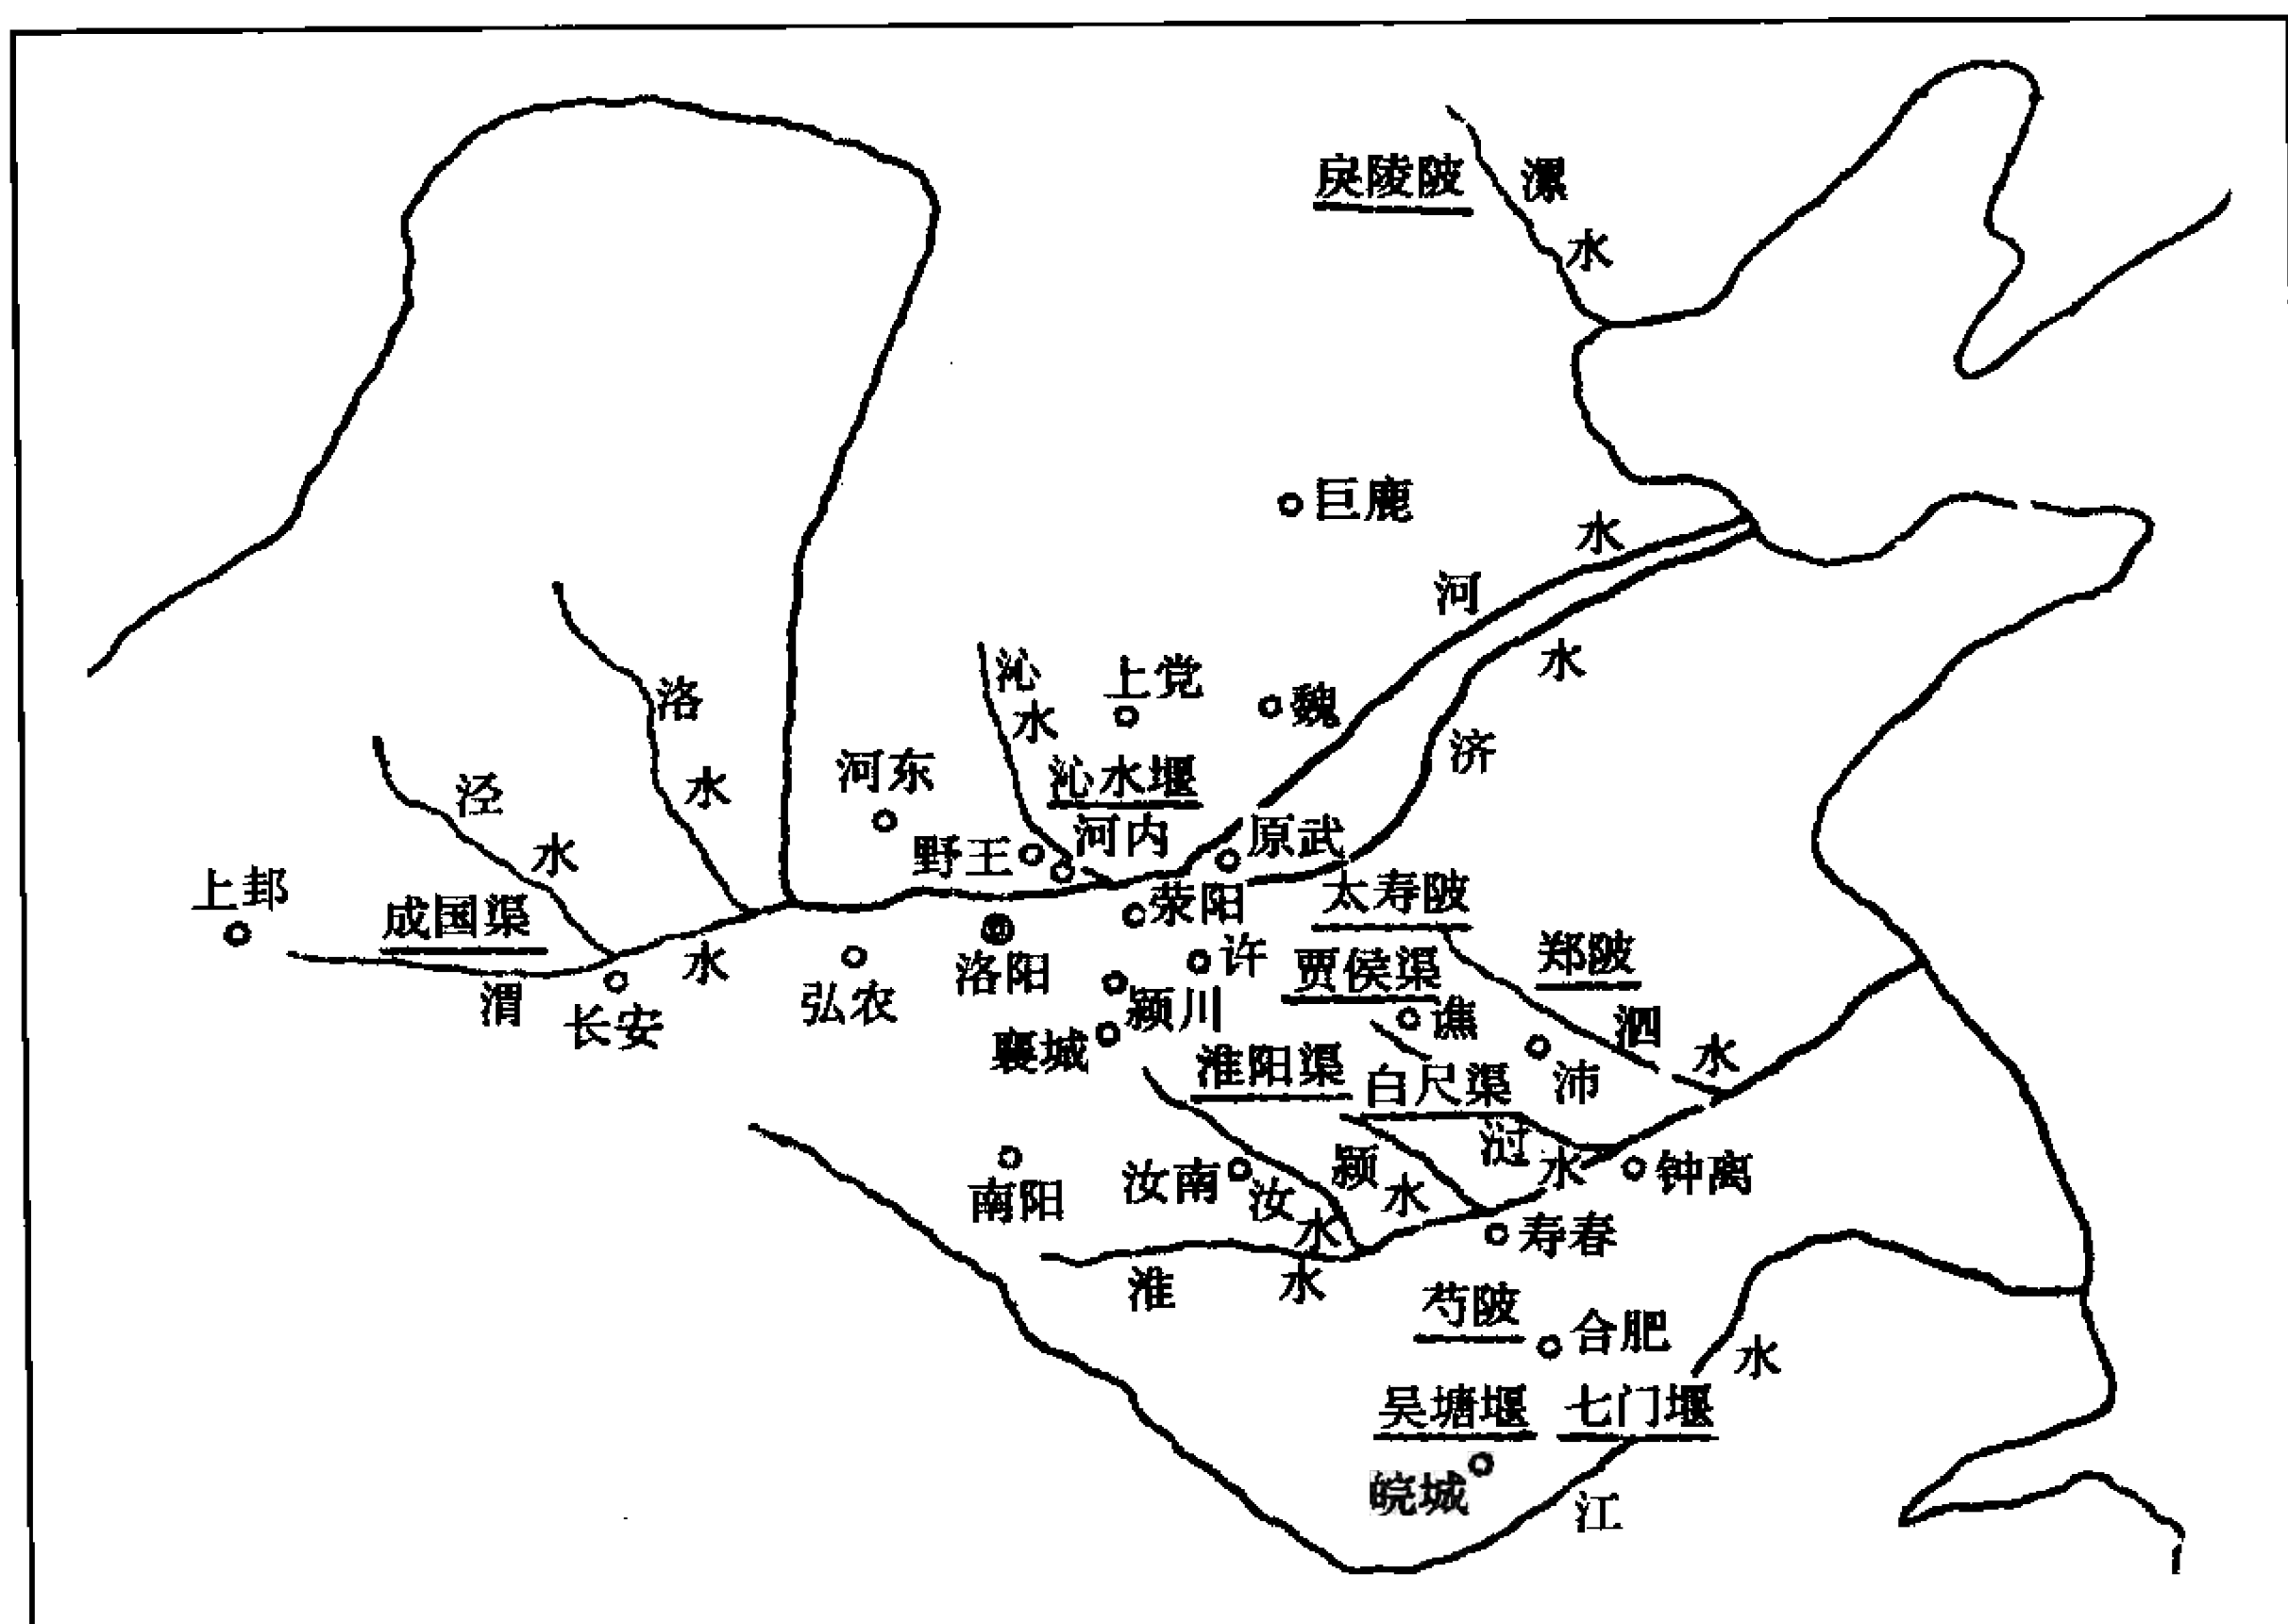 戾陵陂
漯水
巨鹿
河水
济水
沁水
上党
魏
洛水
沁水堰
河东
泾水
河内
原武
野王
上邽
成国渠
荥阳
太寿陂
洛阳
许
贾侯渠
郑陂
渭水
长安
弘农
颍川
谯
泗水
襄城
淮阳渠
白尺渠
沛
涡水
颍水
汝南
汝水
钟离
南阳
寿春
淮水
芍陂
合肥
吴塘堰
七门堰
皖城
江水